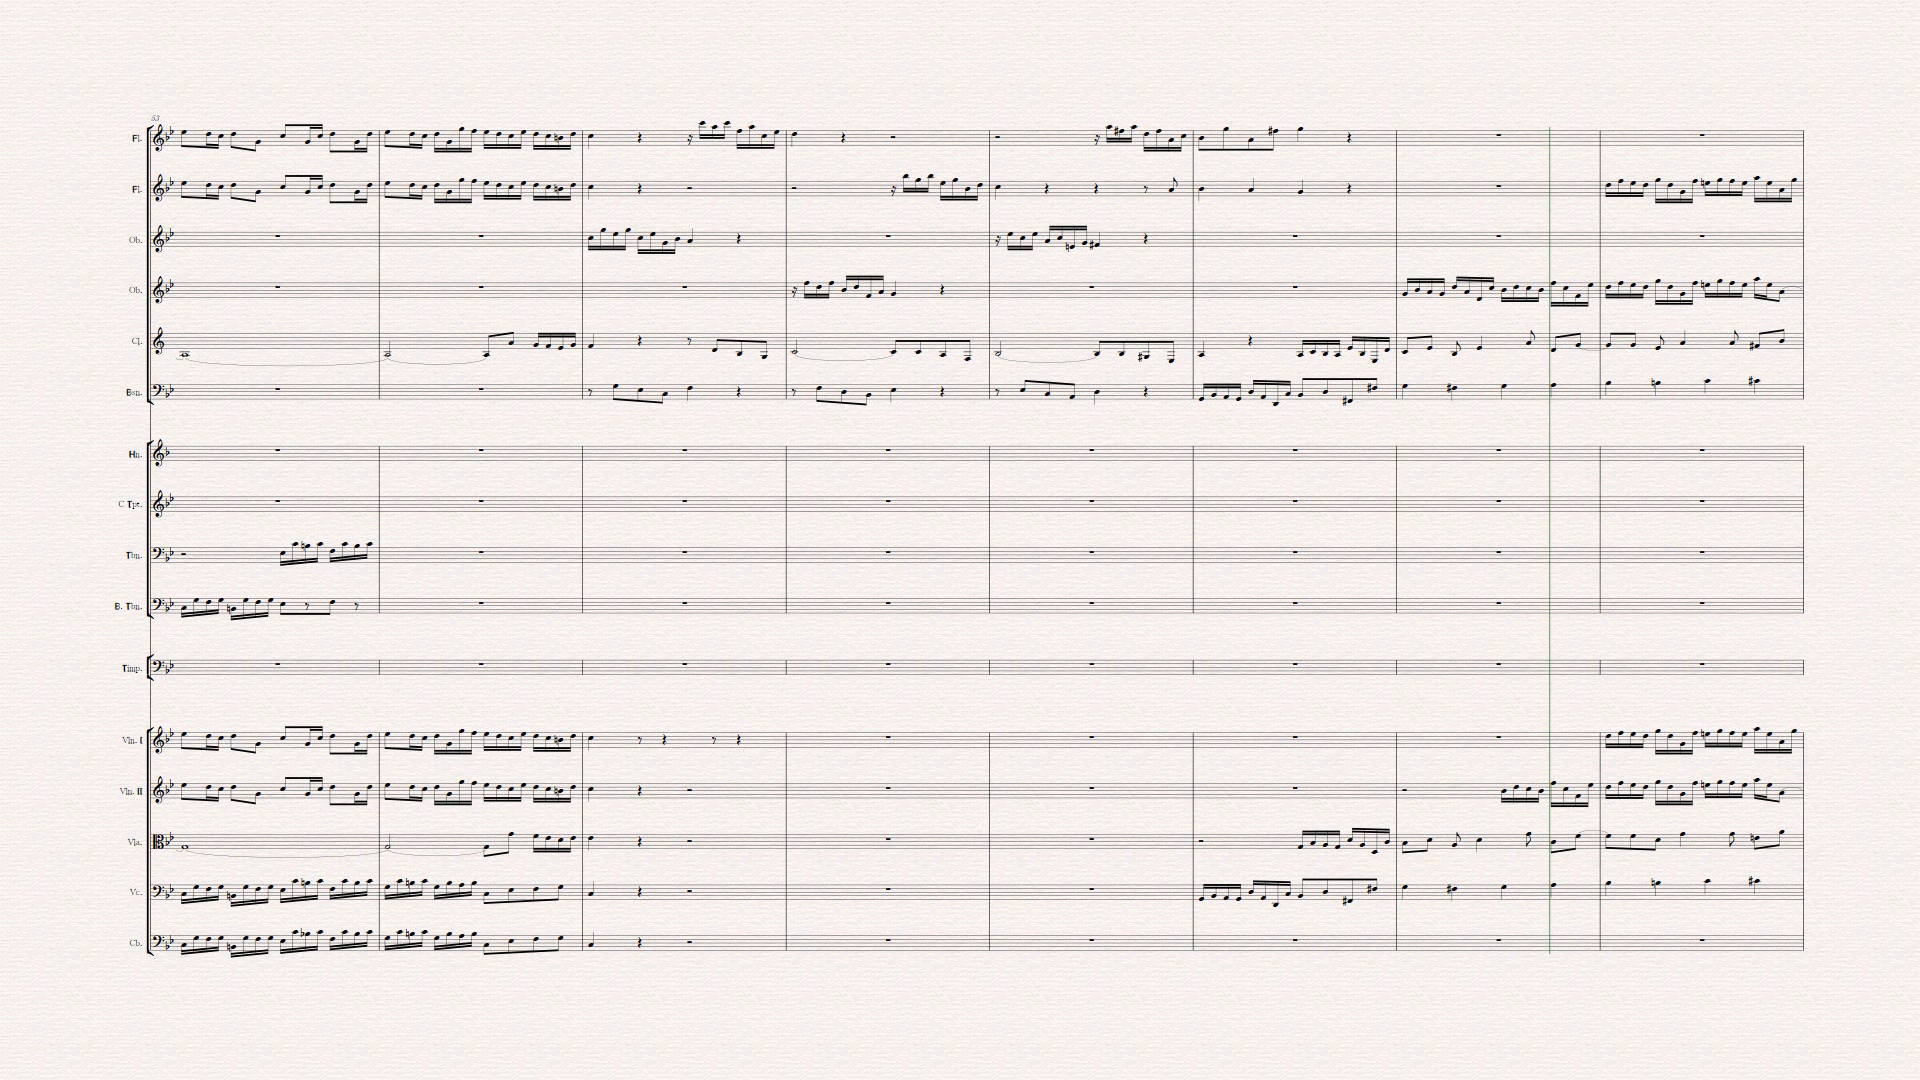 53
Fl.
Fl.
Ob.
Ob.
Cl.
Bsn.
Hn.
C Tpt.
Tbn.
B. Tbn.
Timp.
Vln. I
Vln. II
Vla.
Vc.
Cb.